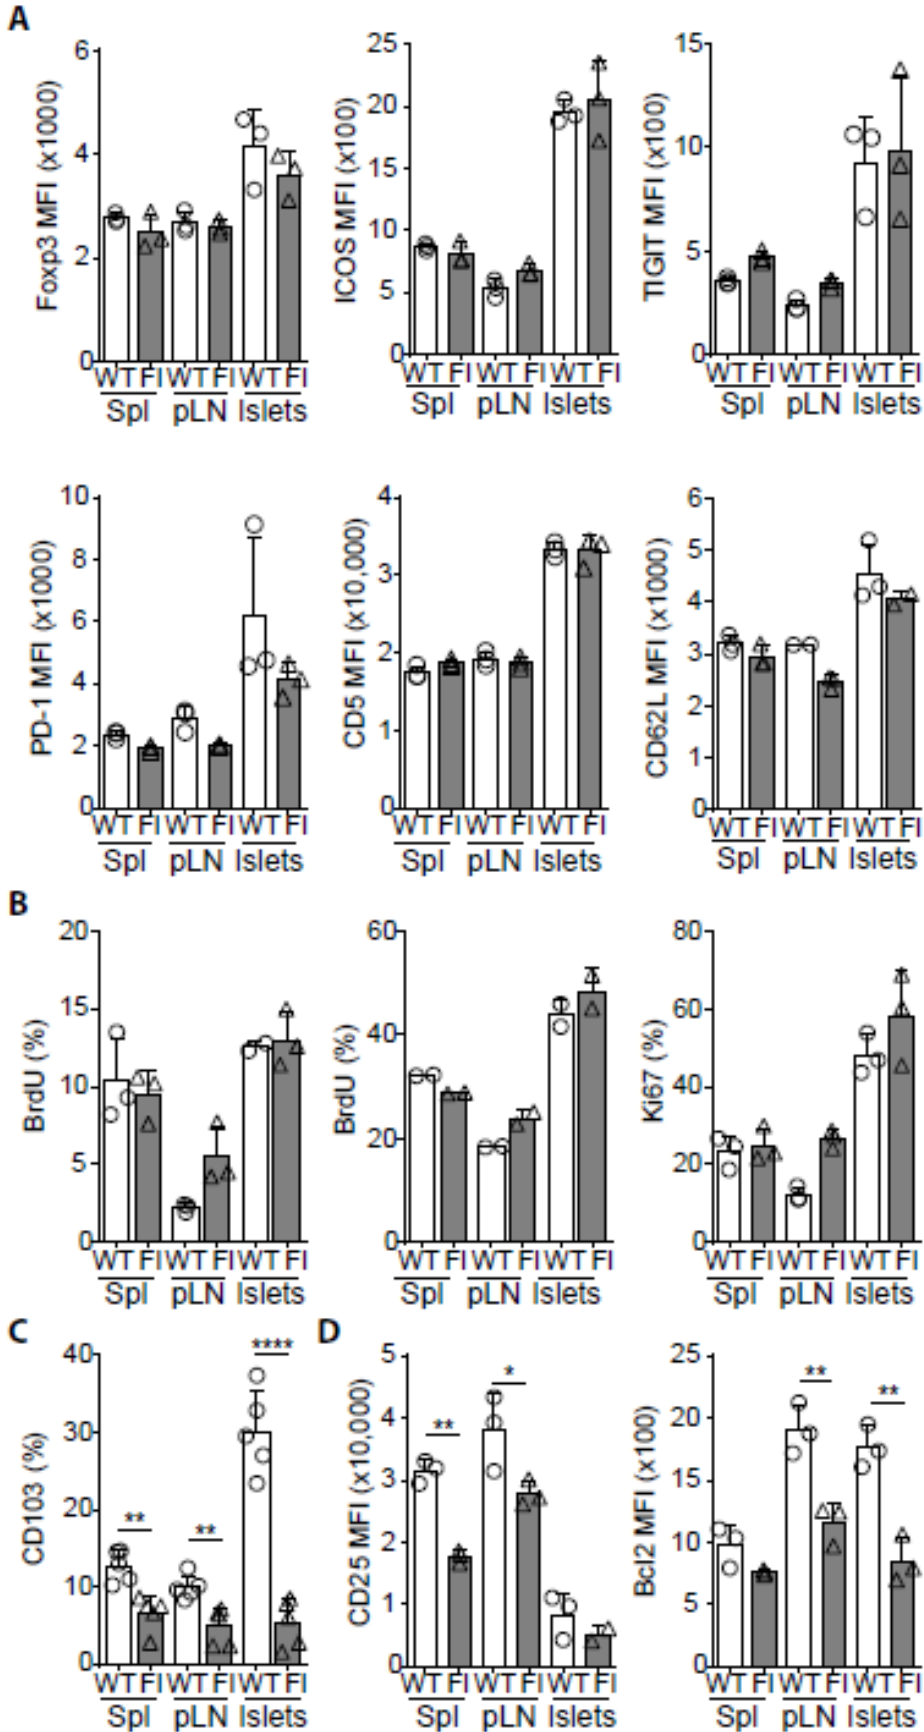 A
Foxp3 MFI (x1000)
6
4
2
0
WT FI WT FI WT FI
Spl pLN Islets
ICOS MFI (x100)
25
20
15
10
5
0
WT FI WT FI WT FI
Spl pLN Islets
TIGIT MFI (x100)
15
10
5
0
WT FI WT FI WT FI
Spl pLN Islets
PD-1 MFI (x1000)
10
8
6
4
2
0
WT FI WT FI WT FI
Spl pLN Islets
CD5 MFI (x10,000)
4
3
2
1
0
WT FI WT FI WT FI
Spl pLN Islets
CD62L MFI (x1000)
6
5
4
3
2
1
0
WT FI WT FI WT FI
Spl pLN Islets
B
BrdU (%)
20
15
10
5
0
WT FI WT FI WT FI
Spl pLN Islets
BrdU (%)
60
40
20
0
WT FI WT FI WT FI
Spl pLN Islets
Ki67 (%)
80
60
40
20
0
WT FI WT FI WT FI
Spl pLN Islets
C
CD103 (%)
40
30
20
10
0
** ** ****
WT FI WT FI WT FI
Spl pLN Islets
D
CD25 MFI (x10,000)
5
4
3
2
1
0
** *
WT FI WT FI WT FI
Spl pLN Islets
Bcl2 MFI (x100)
25
20
15
10
5
0
** **
WT FI WT FI WT FI
Spl pLN Islets